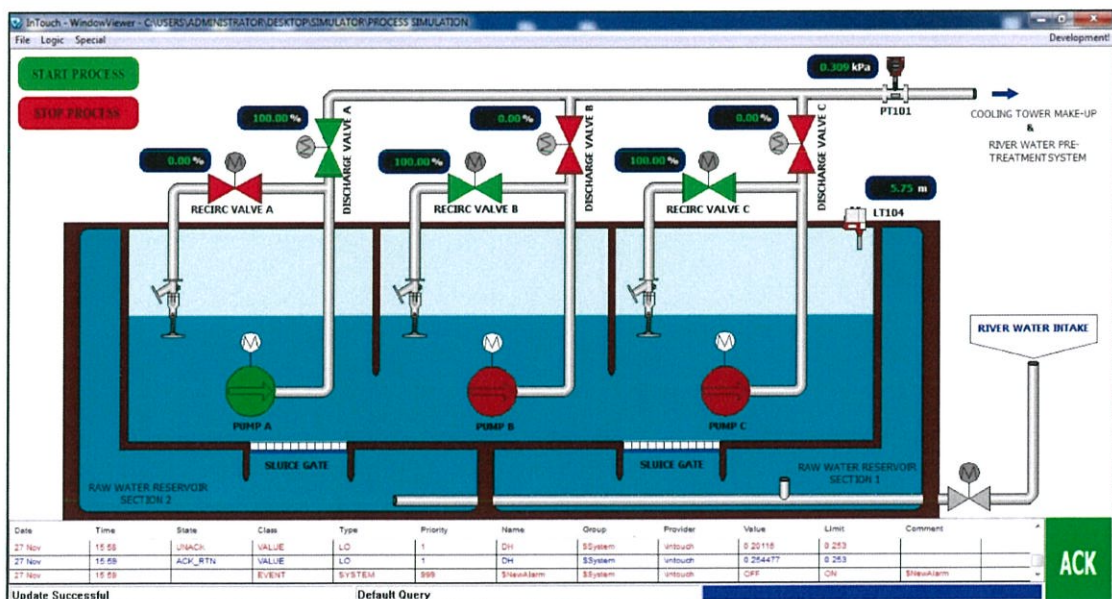 InTouch - WindowViewer - C:\USERS\ADMINISTRATOR\DESKTOP\SIMULATOR\PROCESS SIMULATION
File Logic Special
Development!
START PROCESS
STOP PROCESS
0.309 kPa
PT101
COOLING TOWER MAKE-UP
&
RIVER WATER PRE-
TREATMENT SYSTEM
100.00 %
0.00 %
0.00 %
DISCHARGE VALVE A
DISCHARGE VALVE B
DISCHARGE VALVE C
0.00 %
100.00 %
100.00 %
M
M
M
M
M
M
RECIRC VALVE A
RECIRC VALVE B
RECIRC VALVE C
5.75 m
LT104
RIVER WATER INTAKE
M
M
M
PUMP A
PUMP B
PUMP C
SLUICE GATE
SLUICE GATE
RAW WATER RESERVOIR
SECTION 2
RAW WATER RESERVOIR
SECTION 1
M
Date Time State Class Type Priority Name Group Provider Value Limit Comment
27 Nov 15:59 UNACK VALUE LO 1 DH $System \intouch 0.20118 0.253
27 Nov 15:59 ACK_RTN VALUE LO 1 DH $System \intouch 0.254477 0.253
27 Nov 15:59 EVENT SYSTEM 999 $NewAlarm $System \intouch OFF ON $NewAlarm
ACK
Update Successful
Default Query